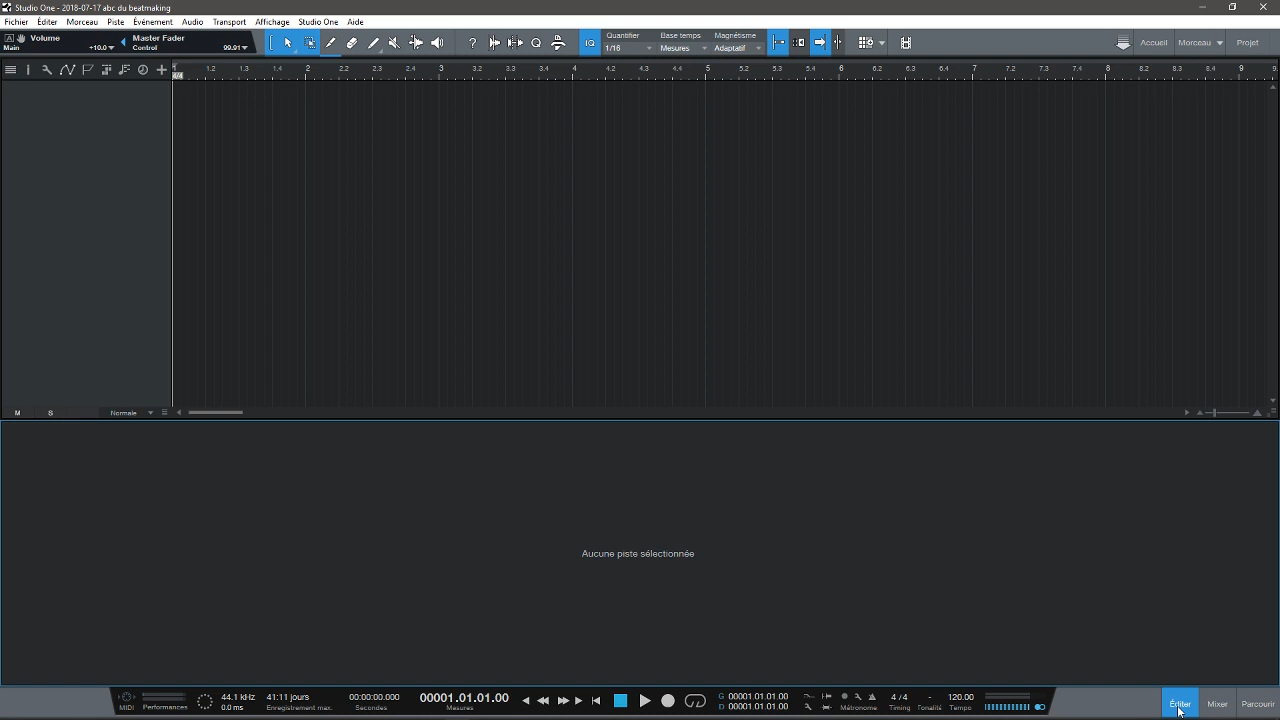 Studio One - 2018-07-17 abc du beatmaking
Fichier Éditer Morceau Piste Événement Audio Transport Affichage Studio One Aide
Volume Master Fader
Main +10.0 Control 99.91
Quantifier Base temps Magnétisme
IQ 1/16 Mesures Adaptatif
Accueil Morceau Projet
1.2 1.3 1.4 2 2.2 2.3 2.4 3 3.2 3.3 3.4 4 4.2 4.3 4.4 5 5.2 5.3 5.4 6 6.2 6.3 6.4 7 7.2 7.3 7.4 8 8.2 8.3 8.4 9
4/4
M S Normale
Aucune piste sélectionnée
MIDI Performances
44.1 kHz
0.0 ms
41:11 jours
Enregistrement max.
00:00:00.000
Secondes
00001.01.01.00
Mesures
G 00001.01.01.00
D 00001.01.01.00
Métronome
4 / 4
Timing
-
Tonalité
120.00
Tempo
Éditer Mixer Parcourir